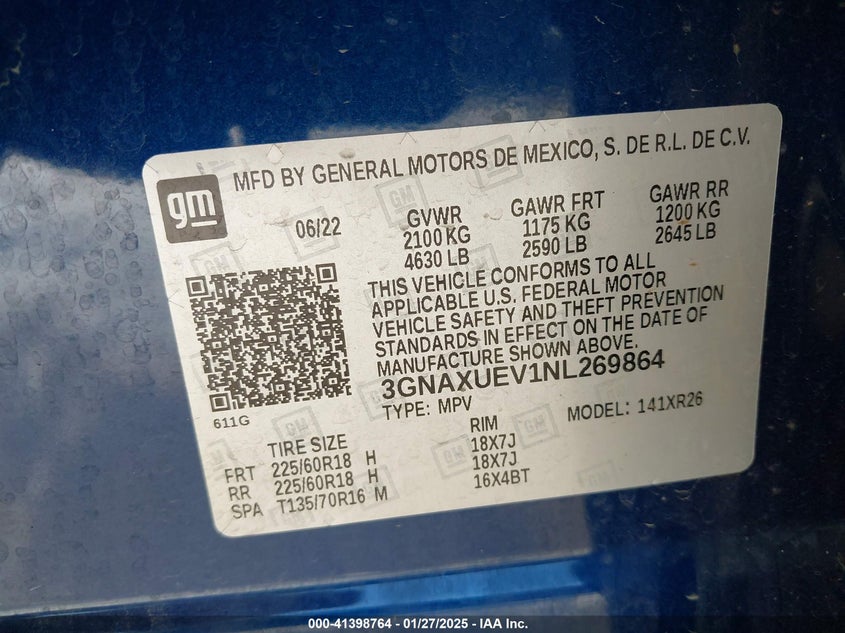 MFD BY GENERAL MOTORS DE MEXICO, S. DE R.L. DE C.V.
gm
06/22
GVWR
2100 KG
4630 LB
GAWR FRT
1175 KG
2590 LB
GAWR RR
1200 KG
2645 LB
THIS VEHICLE CONFORMS TO ALL
APPLICABLE U.S. FEDERAL MOTOR
VEHICLE SAFETY AND THEFT PREVENTION
STANDARDS IN EFFECT ON THE DATE OF
MANUFACTURE SHOWN ABOVE.
3GNAXUEV1NL269864
TYPE: MPV MODEL: 141XR26
611G
TIRE SIZE RIM
FRT 225/60R18 H 18X7J
RR 225/60R18 H 18X7J
SPA T135/70R16 M 16X4BT
000-41398764 / 01/27/2025 / IAA Inc.